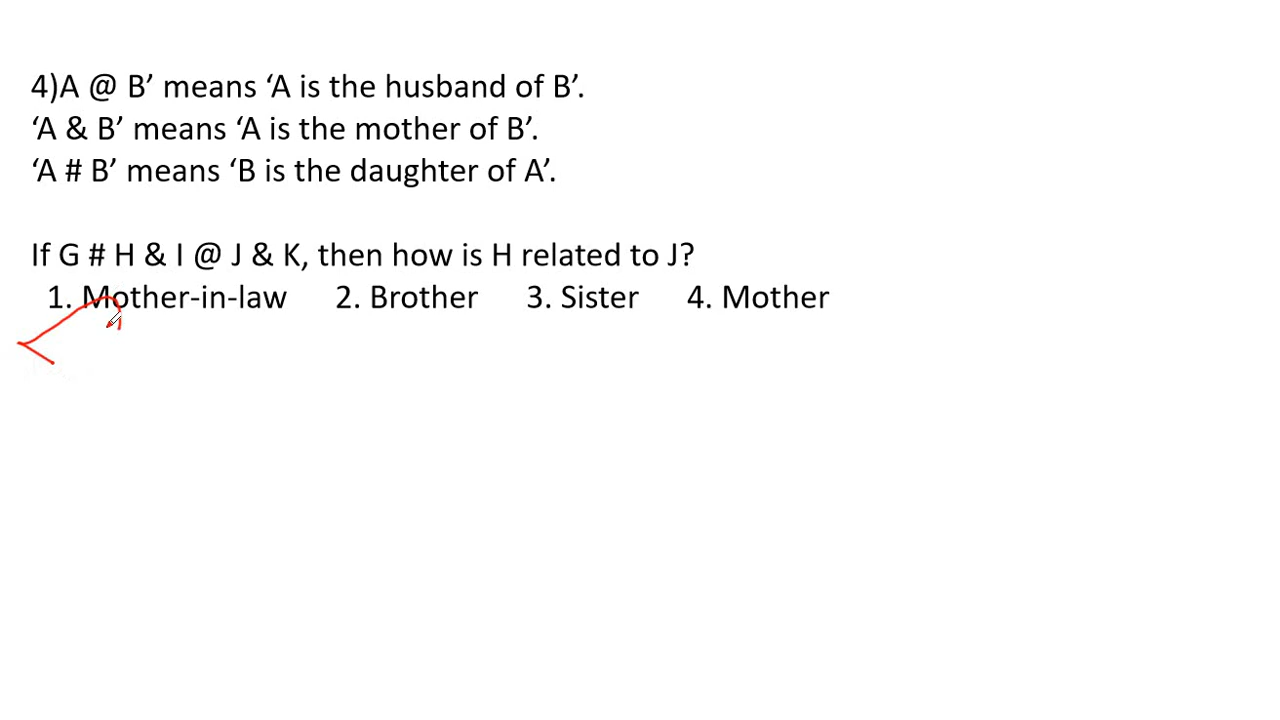 4)A @ B’ means ‘A is the husband of B’.
‘A & B’ means ‘A is the mother of B’.
‘A # B’ means ‘B is the daughter of A’.
If G # H & I @ J & K, then how is H related to J?
1. Mother-in-law 2. Brother 3. Sister 4. Mother